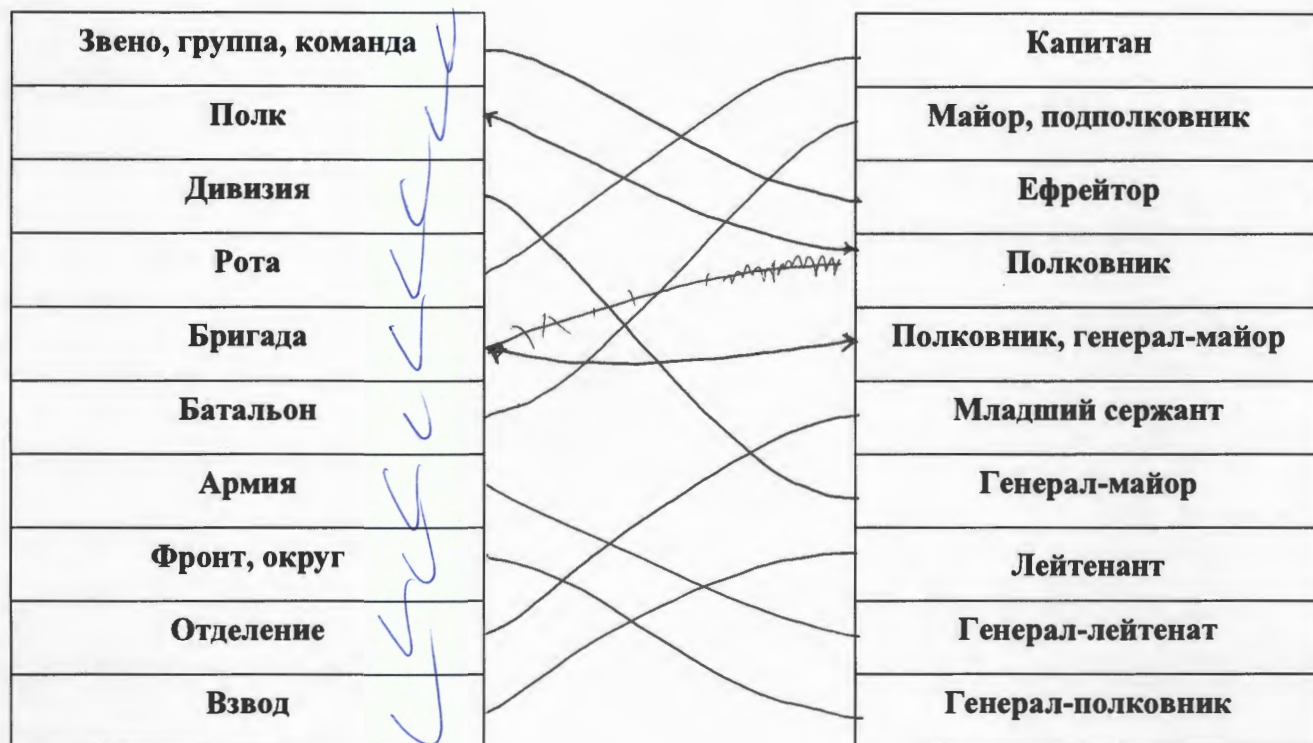 Звено, группа, команда
Капитан
Полк
Майор, подполковник
Дивизия
Ефрейтор
Рота
Полковник
Бригада
Полковник, генерал-майор
Батальон
Младший сержант
Армия
Генерал-майор
Фронт, округ
Лейтенант
Отделение
Генерал-лейтенат
Взвод
Генерал-полковник